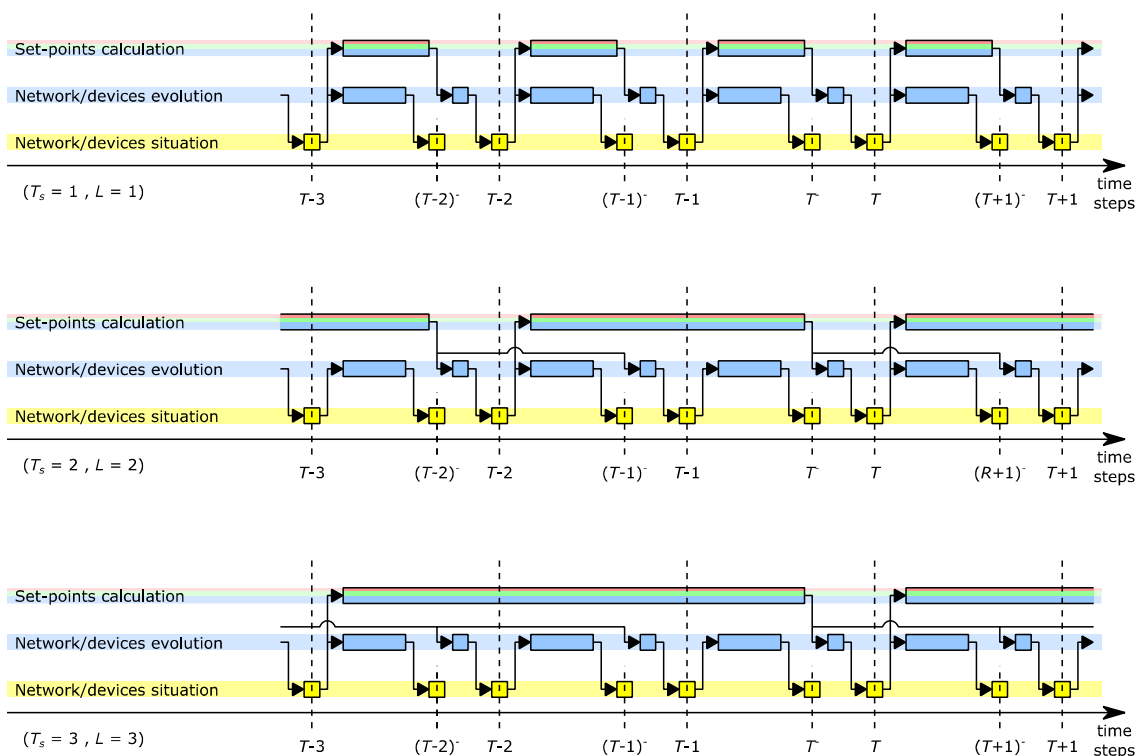 Set-points calculation
Network/devices evolution
Network/devices situation
(Ts = 1 , L = 1)
T-3 (T-2)- T-2 (T-1)- T-1 T- T (T+1)- T+1
time
steps
Set-points calculation
Network/devices evolution
Network/devices situation
(Ts = 2 , L = 2)
T-3 (T-2)- T-2 (T-1)- T-1 T- T (R+1)- T+1
time
steps
Set-points calculation
Network/devices evolution
Network/devices situation
(Ts = 3 , L = 3)
T-3 (T-2)- T-2 (T-1)- T-1 T- T (T+1)- T+1
time
steps